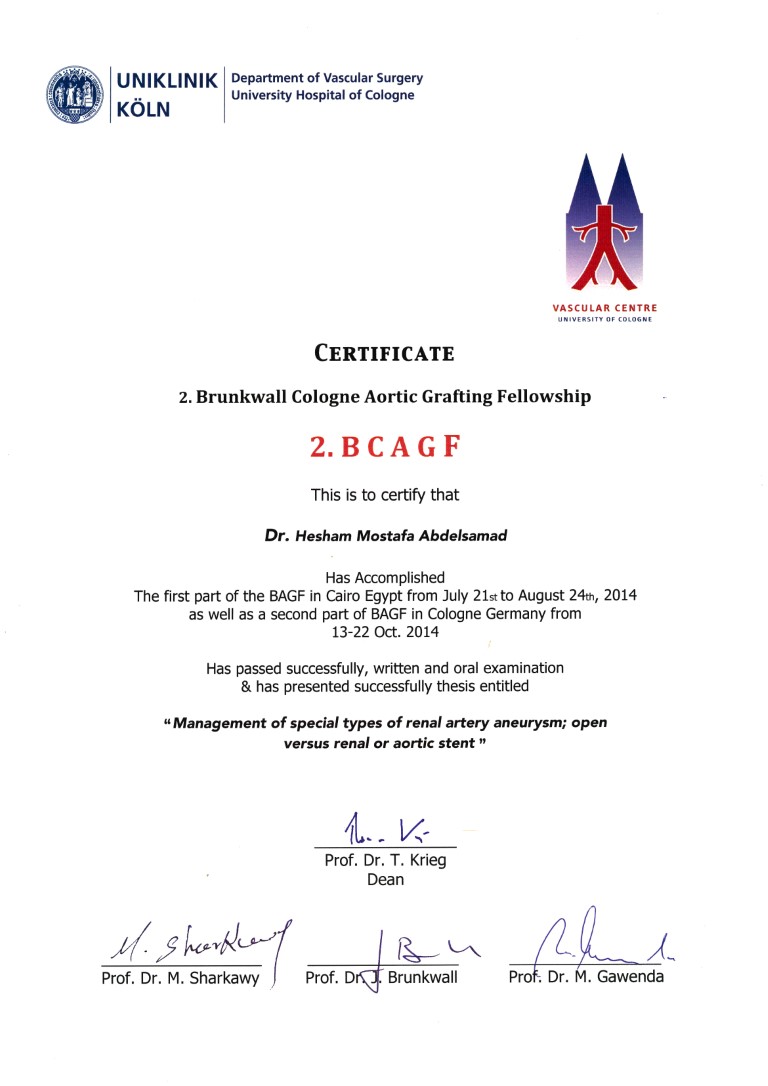 UNIKLINIK
KÖLN
Department of Vascular Surgery
University Hospital of Cologne
VASCULAR CENTRE
UNIVERSITY OF COLOGNE
CERTIFICATE
2. Brunkwall Cologne Aortic Grafting Fellowship
2. B C A G F
This is to certify that
Dr. Hesham Mostafa Abdelsamad
Has Accomplished
The first part of the BAGF in Cairo Egypt from July 21st to August 24th, 2014
as well as a second part of BAGF in Cologne Germany from
13-22 Oct. 2014
Has passed successfully, written and oral examination
& has presented successfully thesis entitled
“Management of special types of renal artery aneurysm; open
versus renal or aortic stent”
Prof. Dr. T. Krieg
Dean
M. Sharkawy
Prof. Dr. M. Sharkawy
Prof. Dr. J. Brunkwall
Prof. Dr. M. Gawenda